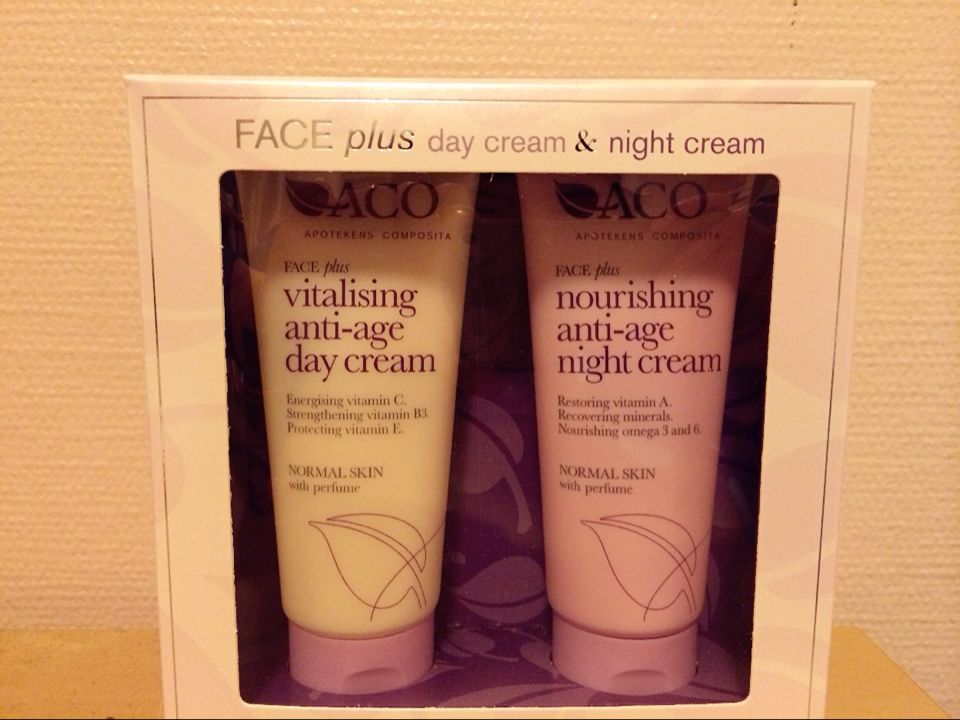 FACE plus day cream & night cream
ACO
APOTEKENS COMPOSITA
FACE plus
vitalising
anti-age
day cream
Energising vitamin C.
Strengthening vitamin B3.
Protecting vitamin E.
NORMAL SKIN
with perfume
ACO
APOTEKENS COMPOSITA
FACE plus
nourishing
anti-age
night cream
Restoring vitamin A.
Recovering minerals.
Nourishing omega 3 and 6.
NORMAL SKIN
with perfume